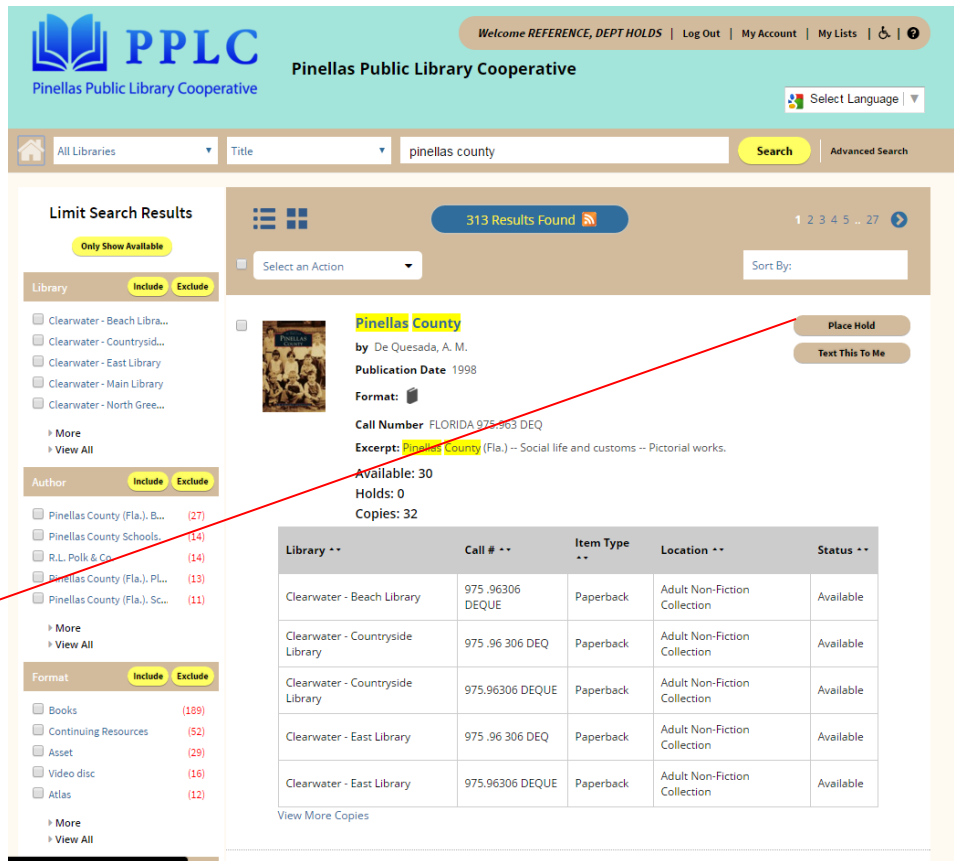 PPLC
Pinellas Public Library Cooperative
Welcome REFERENCE, DEPT HOLDS | Log Out | My Account | My Lists | |
Pinellas Public Library Cooperative
Select Language ▼
All Libraries
Title
pinellas county
Search
Advanced Search
Limit Search Results
Only Show Available
Library Include Exclude
Clearwater - Beach Libra...
Clearwater - Countrysid...
Clearwater - East Library
Clearwater - Main Library
Clearwater - North Gree...
More
View All
Author Include Exclude
Pinellas County (Fla.). B... (27)
Pinellas County Schools. (14)
R.L. Polk & Co (14)
Pinellas County (Fla.). Pl... (13)
Pinellas County (Fla.). Sc... (11)
More
View All
Format Include Exclude
Books (189)
Continuing Resources (52)
Asset (29)
Video disc (16)
Atlas (12)
More
View All
313 Results Found
1 2 3 4 5 .. 27
Select an Action
Sort By:
PINELLAS
COUNTY
Pinellas County
by De Quesada, A. M.
Publication Date 1998
Format:
Call Number FLORIDA 975.963 DEQ
Excerpt: Pinellas County (Fla.) -- Social life and customs -- Pictorial works.
Available: 30
Holds: 0
Copies: 32
Place Hold
Text This To Me
Library Call # Item Type Location Status
Clearwater - Beach Library 975 .96306 DEQUE Paperback Adult Non-Fiction Collection Available
Clearwater - Countryside Library 975 .96 306 DEQ Paperback Adult Non-Fiction Collection Available
Clearwater - Countryside Library 975.96306 DEQUE Paperback Adult Non-Fiction Collection Available
Clearwater - East Library 975 .96 306 DEQ Paperback Adult Non-Fiction Collection Available
Clearwater - East Library 975.96306 DEQUE Paperback Adult Non-Fiction Collection Available
View More Copies